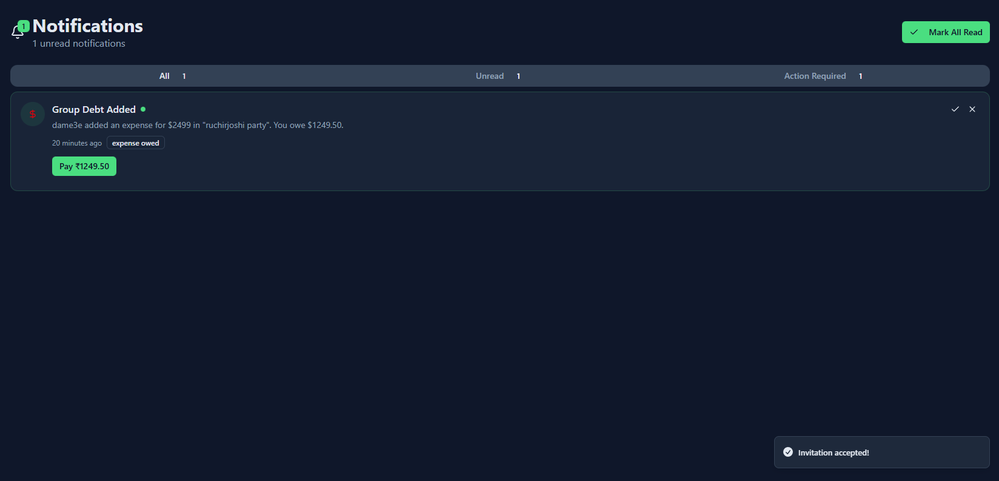 1
Notifications
1 unread notifications
Mark All Read
All 1
Unread 1
Action Required 1
$
Group Debt Added
dame3e added an expense for $2499 in "ruchirjoshi party". You owe $1249.50.
20 minutes ago
expense owed
Pay ₹1249.50
Invitation accepted!